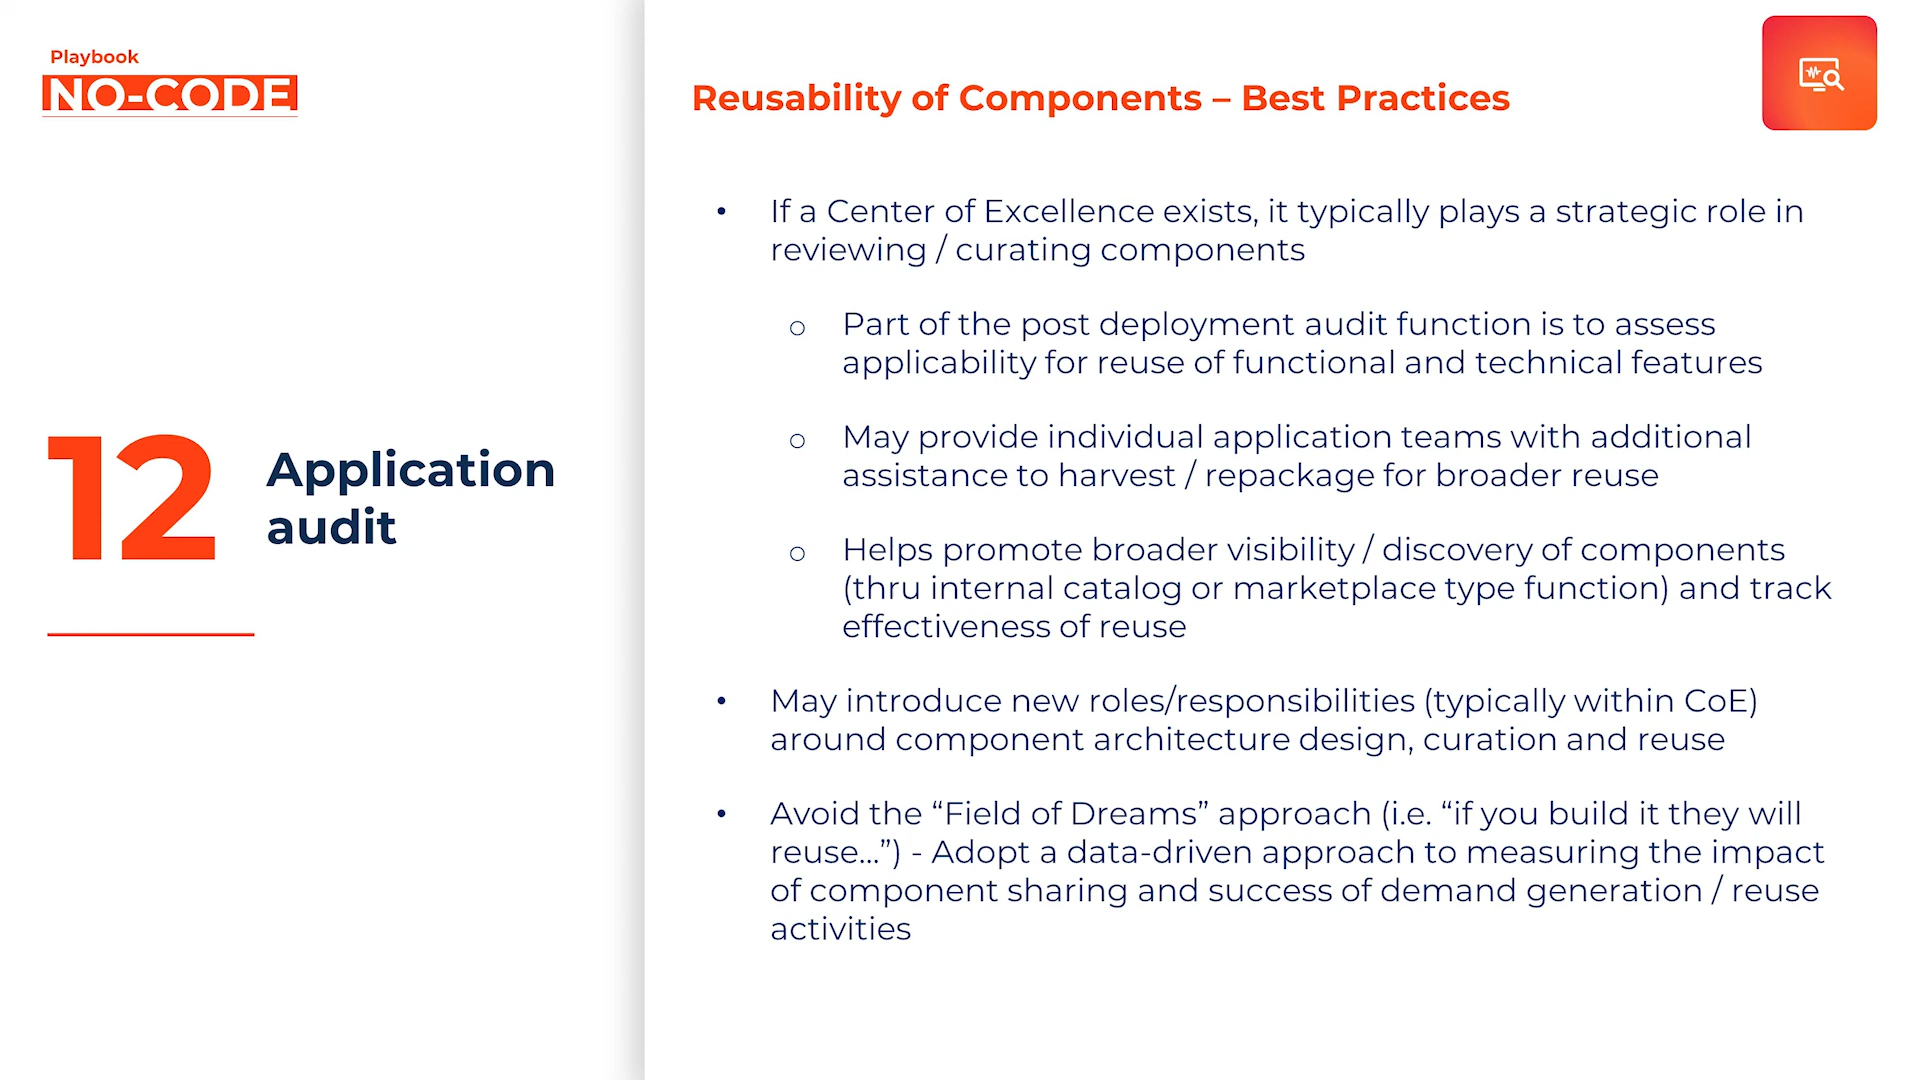 Playbook
NO-CODE
12
Application
audit
Reusability of Components – Best Practices
• If a Center of Excellence exists, it typically plays a strategic role in
reviewing / curating components
o Part of the post deployment audit function is to assess
applicability for reuse of functional and technical features
o May provide individual application teams with additional
assistance to harvest / repackage for broader reuse
o Helps promote broader visibility / discovery of components
(thru internal catalog or marketplace type function) and track
effectiveness of reuse
• May introduce new roles/responsibilities (typically within CoE)
around component architecture design, curation and reuse
• Avoid the “Field of Dreams” approach (i.e. “if you build it they will
reuse...”) - Adopt a data-driven approach to measuring the impact
of component sharing and success of demand generation / reuse
activities